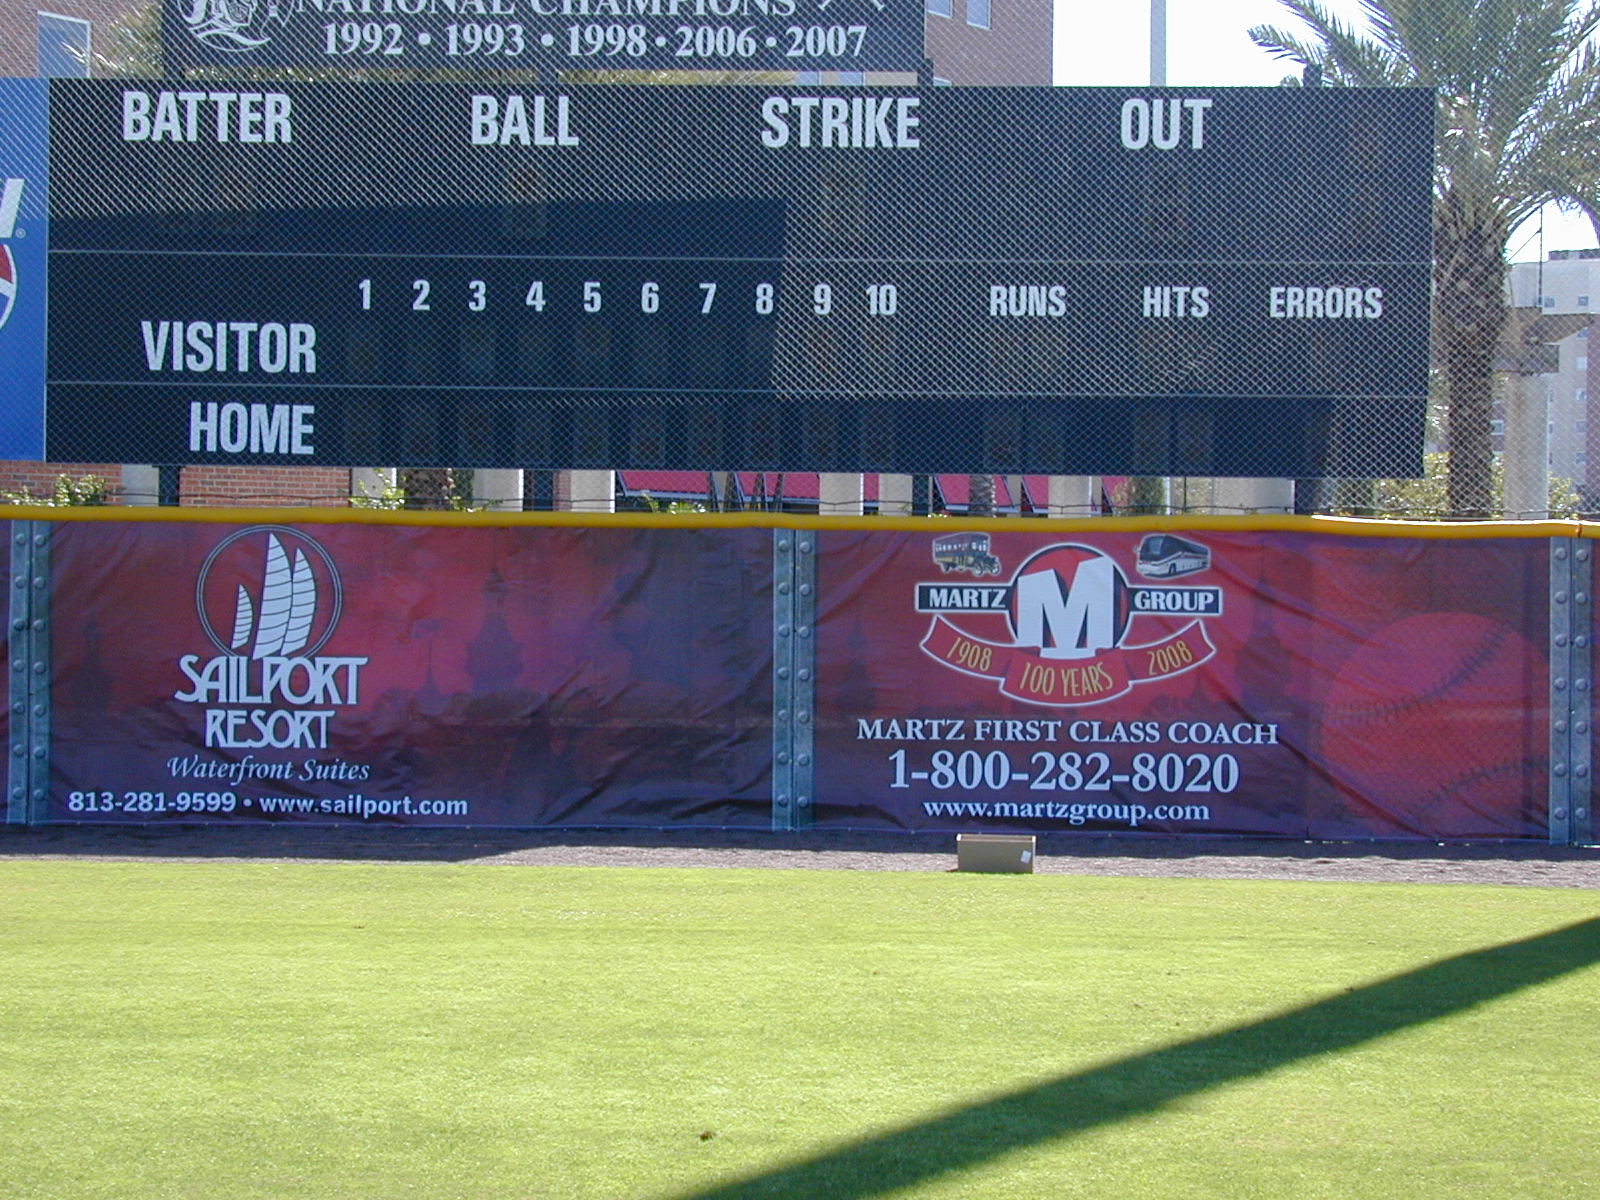 NATIONAL CHAMPIONS
1992 • 1993 • 1998 • 2006 • 2007
BATTER BALL STRIKE OUT
1 2 3 4 5 6 7 8 9 10 RUNS HITS ERRORS
VISITOR
HOME
SAILPORT
RESORT
Waterfront Suites
813-281-9599 • www.sailport.com
M
MARTZ GROUP
1908 100 YEARS 2008
MARTZ FIRST CLASS COACH
1-800-282-8020
www.martzgroup.com